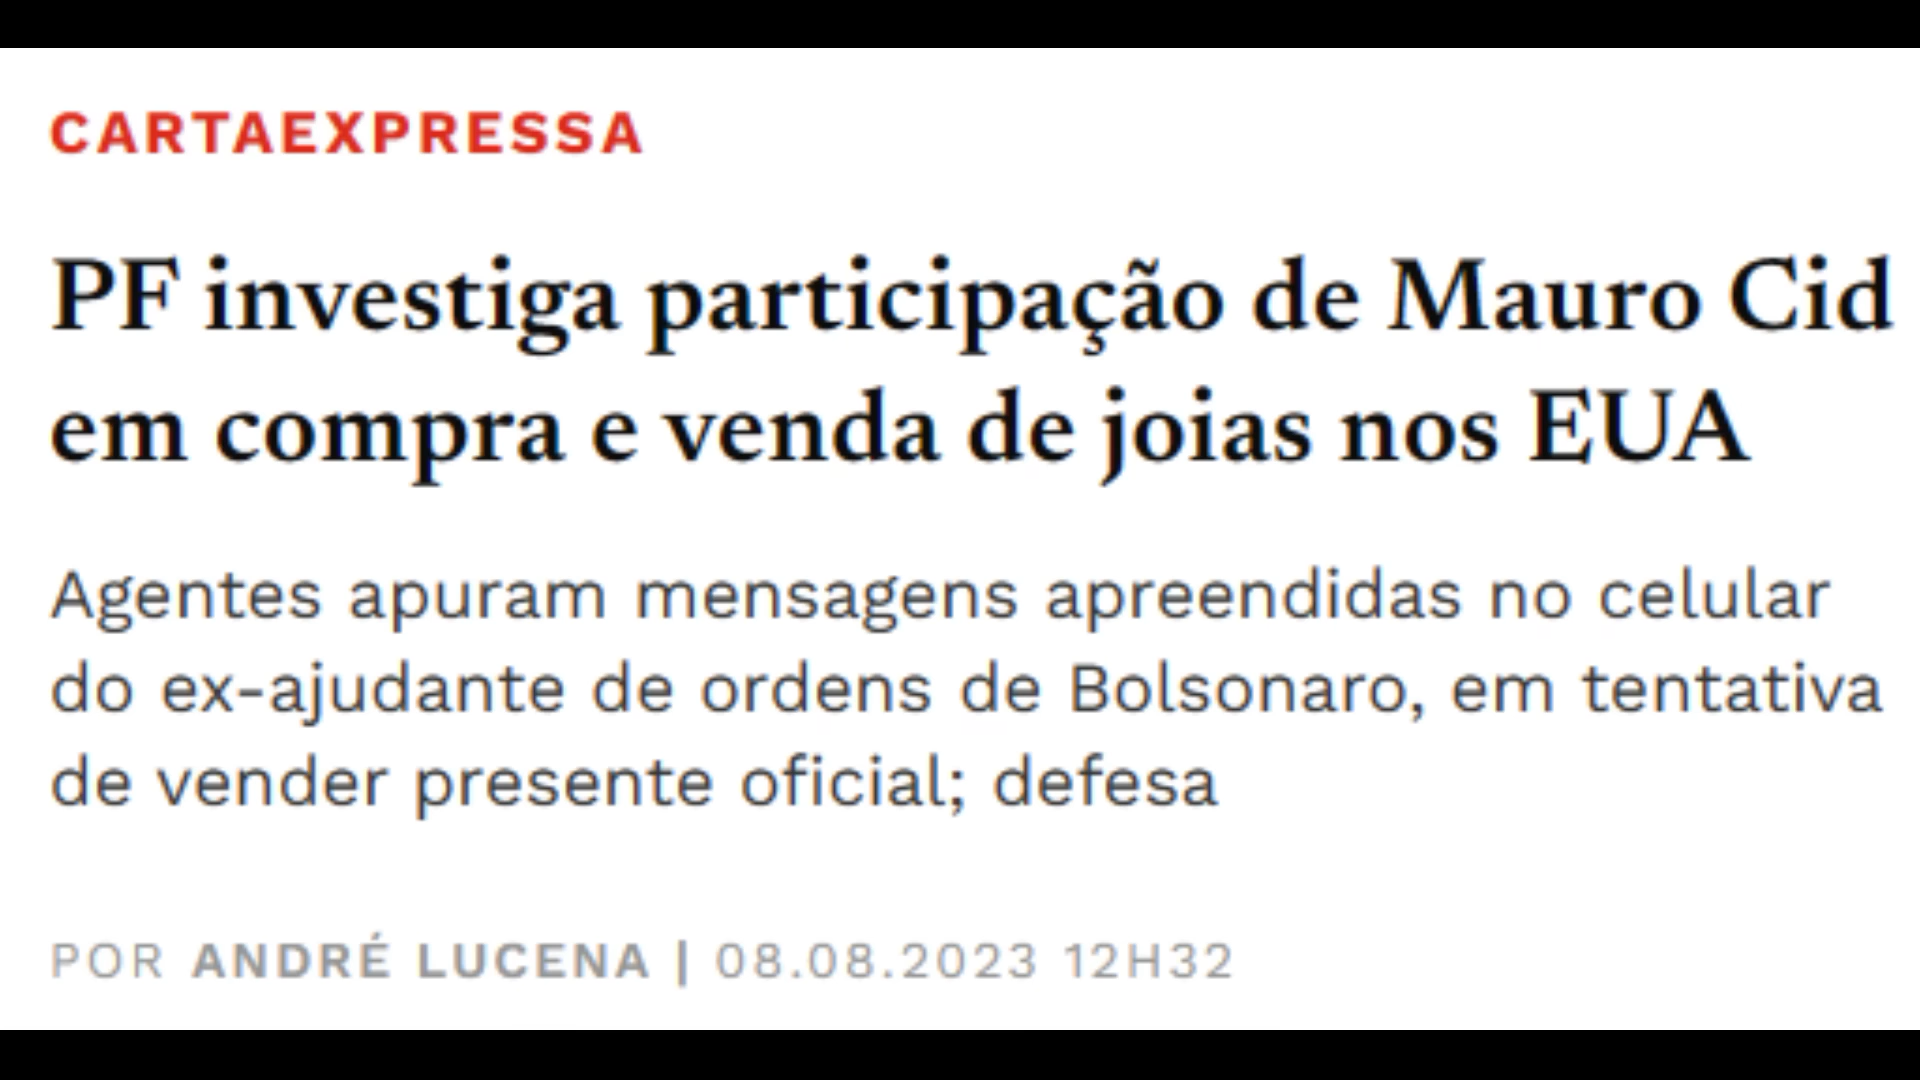 CARTAEXPRESSA
PF investiga participação de Mauro Cid
em compra e venda de joias nos EUA
Agentes apuram mensagens apreendidas no celular
do ex-ajudante de ordens de Bolsonaro, em tentativa
de vender presente oficial; defesa
POR ANDRÉ LUCENA | 08.08.2023 12H32